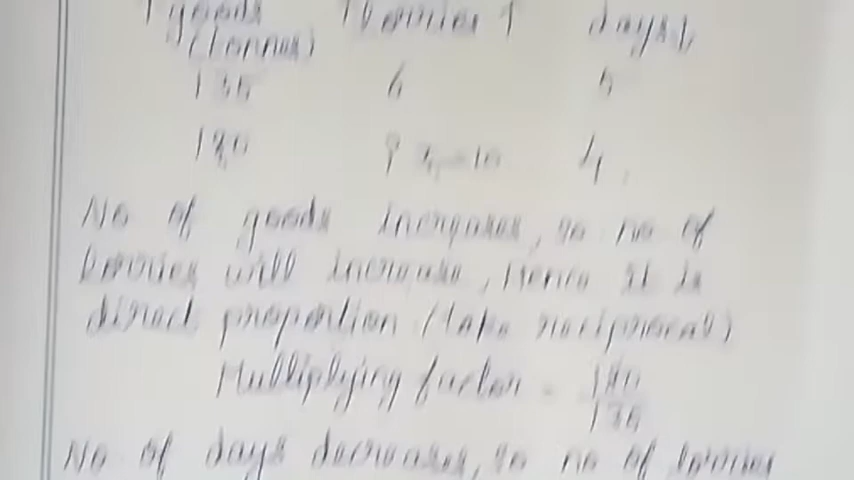 ↑goods ↑lorries↑ days↓
(tonnes)
135 6 5
180 ? x = 10 4
No of goods increases, so no of
lorries will increase, Hence it is
direct proportion (take reciprocal)
Multiplying factor = 180
135
No of days decreases, so no of lorries